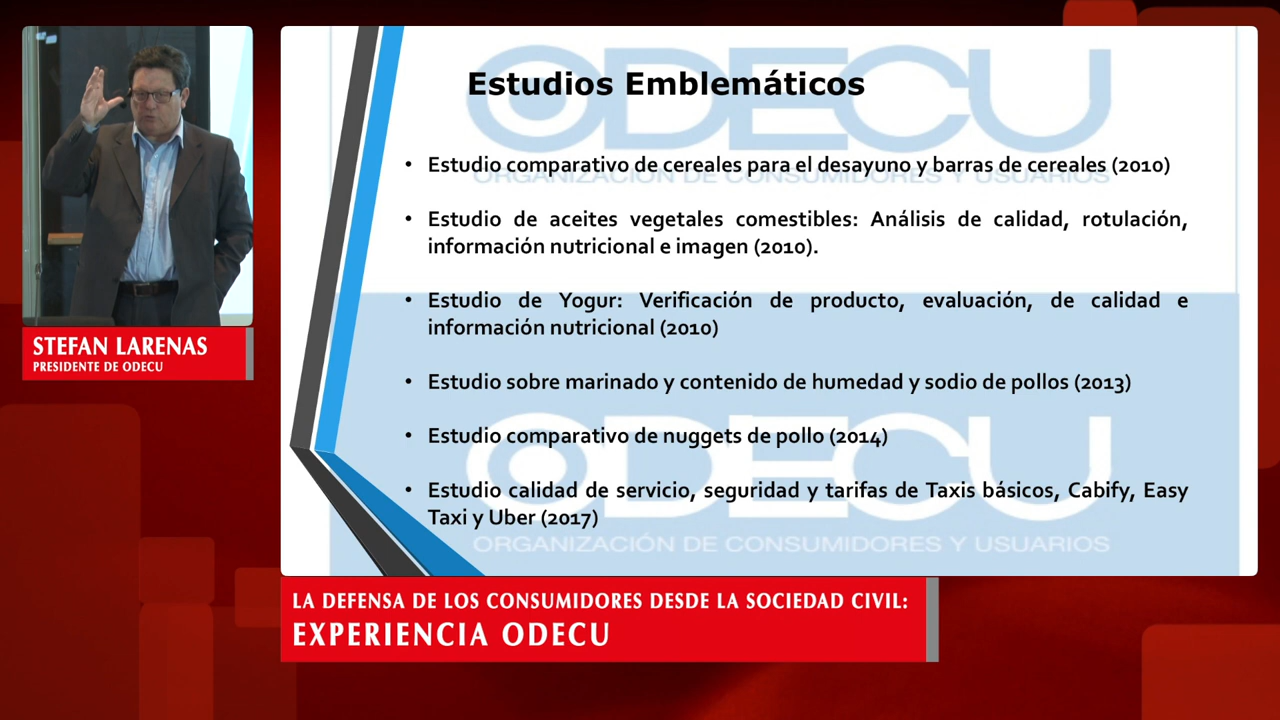 STEFAN LARENAS
PRESIDENTE DE ODECU
ODECU
Estudios Emblemáticos
ORGANIZACIÓN DE CONSUMIDORES Y USUARIOS
• Estudio comparativo de cereales para el desayuno y barras de cereales (2010)
• Estudio de aceites vegetales comestibles: Análisis de calidad, rotulación,
información nutricional e imagen (2010).
• Estudio de Yogur: Verificación de producto, evaluación, de calidad e
información nutricional (2010)
• Estudio sobre marinado y contenido de humedad y sodio de pollos (2013)
• Estudio comparativo de nuggets de pollo (2014)
• Estudio calidad de servicio, seguridad y tarifas de Taxis básicos, Cabify, Easy
Taxi y Uber (2017)
ODECU
ORGANIZACIÓN DE CONSUMIDORES Y USUARIOS
LA DEFENSA DE LOS CONSUMIDORES DESDE LA SOCIEDAD CIVIL:
EXPERIENCIA ODECU